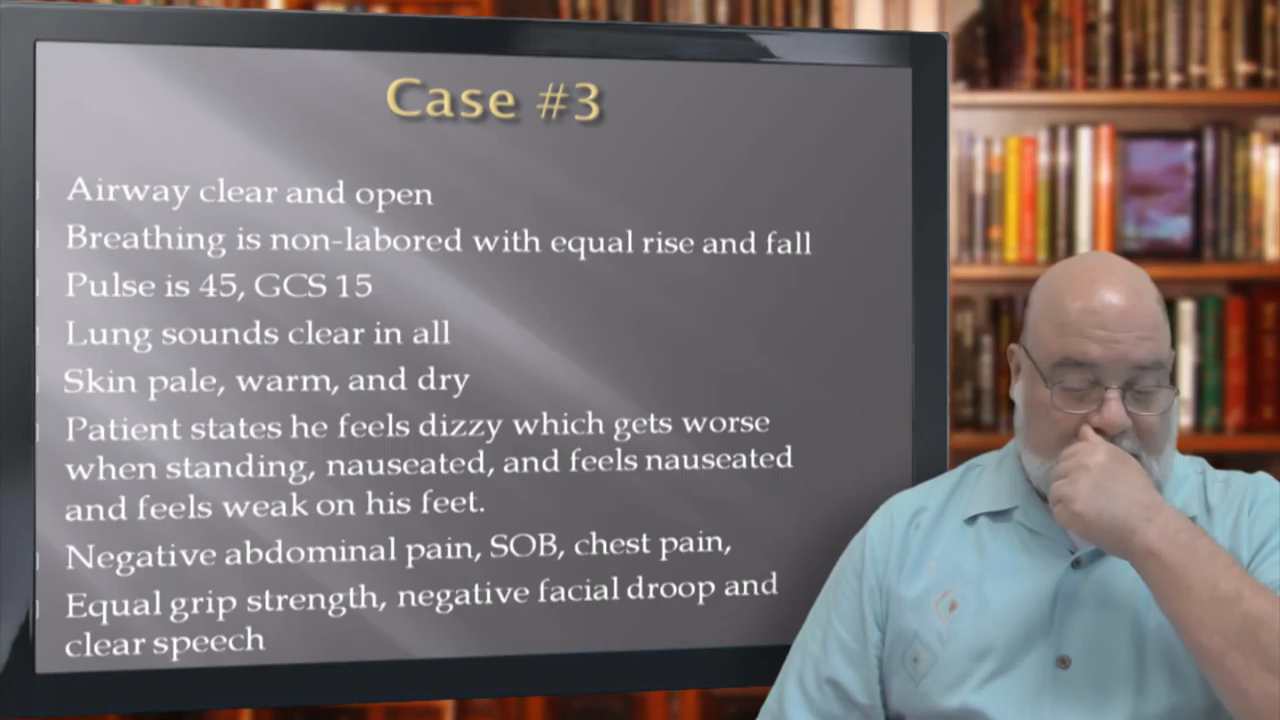 Case #3
Airway clear and open
Breathing is non-labored with equal rise and fall
Pulse is 45, GCS 15
Lung sounds clear in all
Skin pale, warm, and dry
Patient states he feels dizzy which gets worse
when standing, nauseated, and feels nauseated
and feels weak on his feet.
Negative abdominal pain, SOB, chest pain,
Equal grip strength, negative facial droop and
clear speech